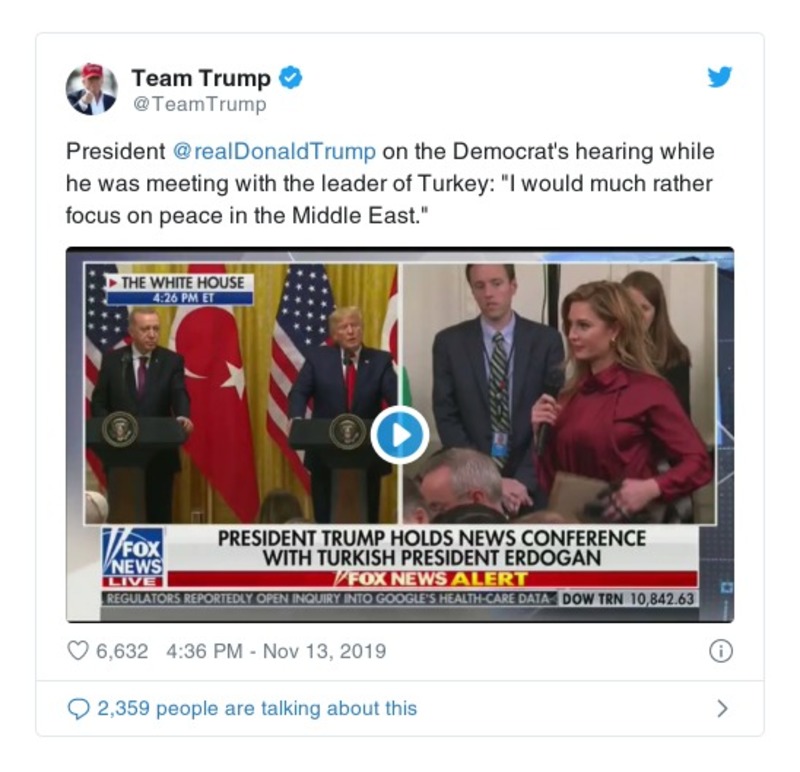 Team Trump
@TeamTrump
President @realDonaldTrump on the Democrat's hearing while
he was meeting with the leader of Turkey: "I would much rather
focus on peace in the Middle East."
THE WHITE HOUSE
4:26 PM ET
FOX
NEWS
LIVE
PRESIDENT TRUMP HOLDS NEWS CONFERENCE
WITH TURKISH PRESIDENT ERDOGAN
FOX NEWS ALERT
REGULATORS REPORTEDLY OPEN INQUIRY INTO GOOGLE'S HEALTH-CARE DATA
DOW TRN 10,842.63
6,632 4:36 PM - Nov 13, 2019
2,359 people are talking about this